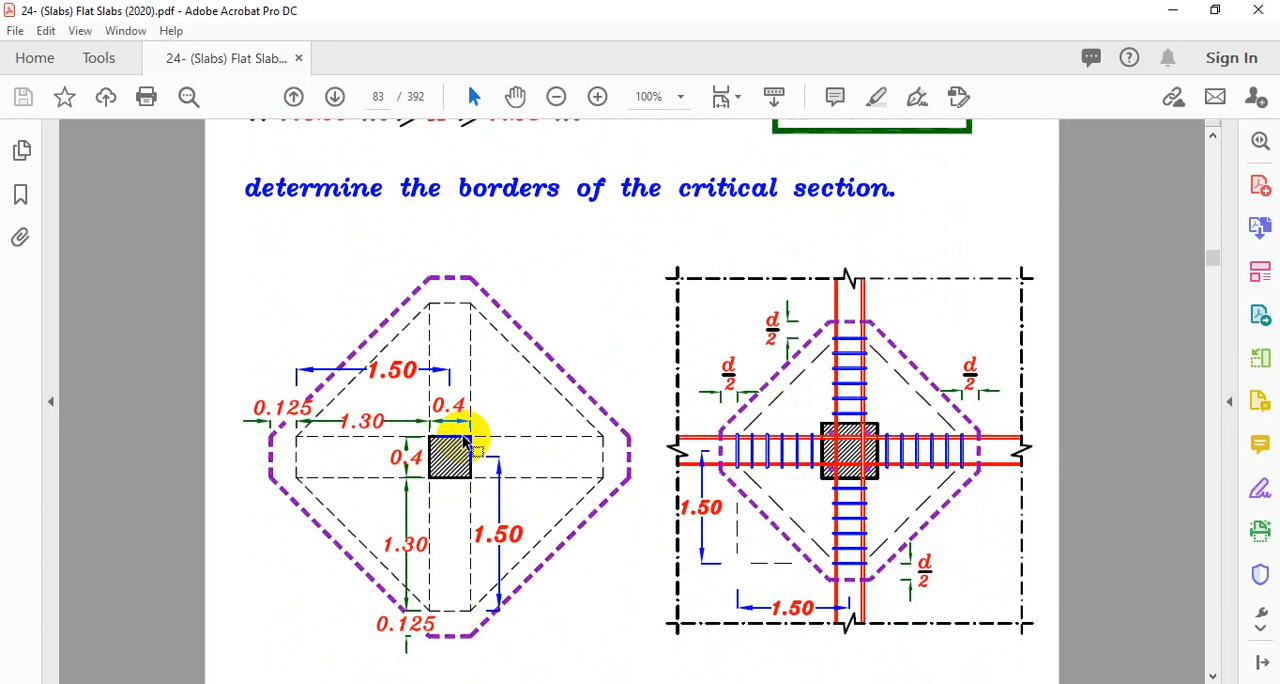 24- (Slabs) Flat Slabs (2020).pdf - Adobe Acrobat Pro DC
File Edit View Window Help
Home Tools 24- (Slabs) Flat Slab... × Sign In
83 / 392 100%
determine the borders of the critical section.
d/2
1.50 d/2 d/2
0.125 1.30 0.4
0.4
1.50 1.50
1.30
d/2
1.50
0.125